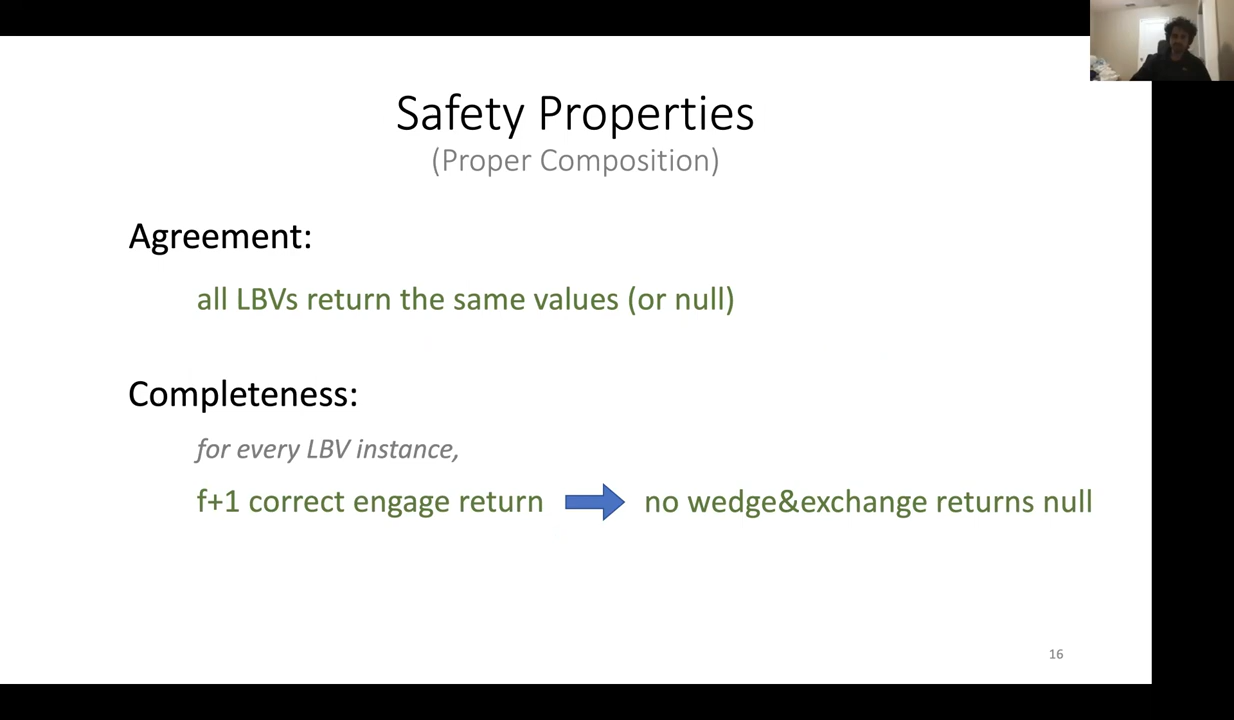 Safety Properties
(Proper Composition)
Agreement:
all LBVs return the same values (or null)
Completeness:
for every LBV instance,
f+1 correct engage return
no wedge&exchange returns null
16